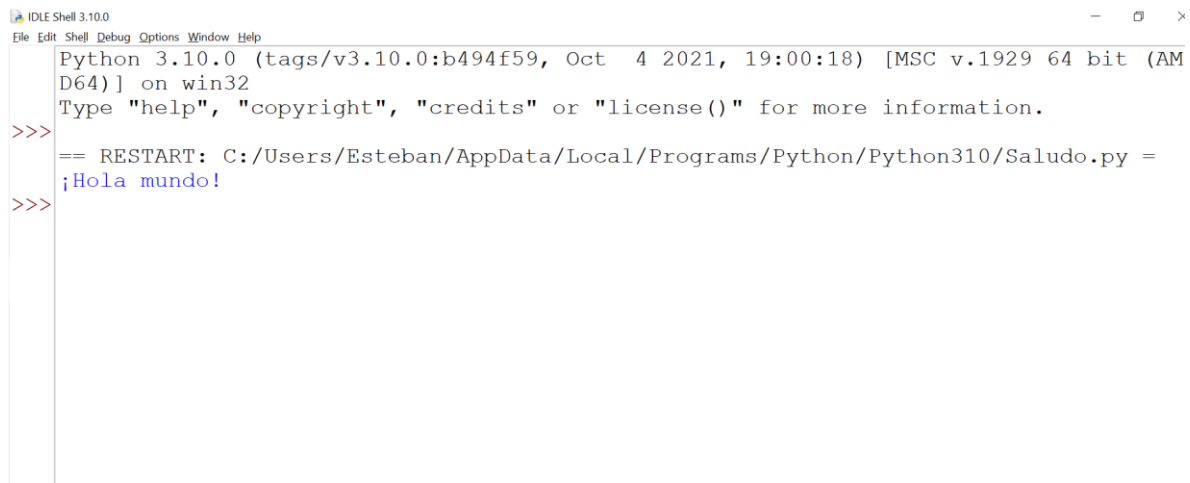 IDLE Shell 3.10.0
File Edit Shell Debug Options Window Help
Python 3.10.0 (tags/v3.10.0:b494f59, Oct  4 2021, 19:00:18) [MSC v.1929 64 bit (AM
D64)] on win32
Type "help", "copyright", "credits" or "license()" for more information.
>>>
== RESTART: C:/Users/Esteban/AppData/Local/Programs/Python/Python310/Saludo.py =
¡Hola mundo!
>>>